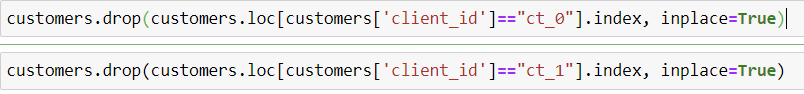 customers.drop(customers.loc[customers['client_id']=="ct_0"].index, inplace=True)
customers.drop(customers.loc[customers['client_id']=="ct_1"].index, inplace=True)